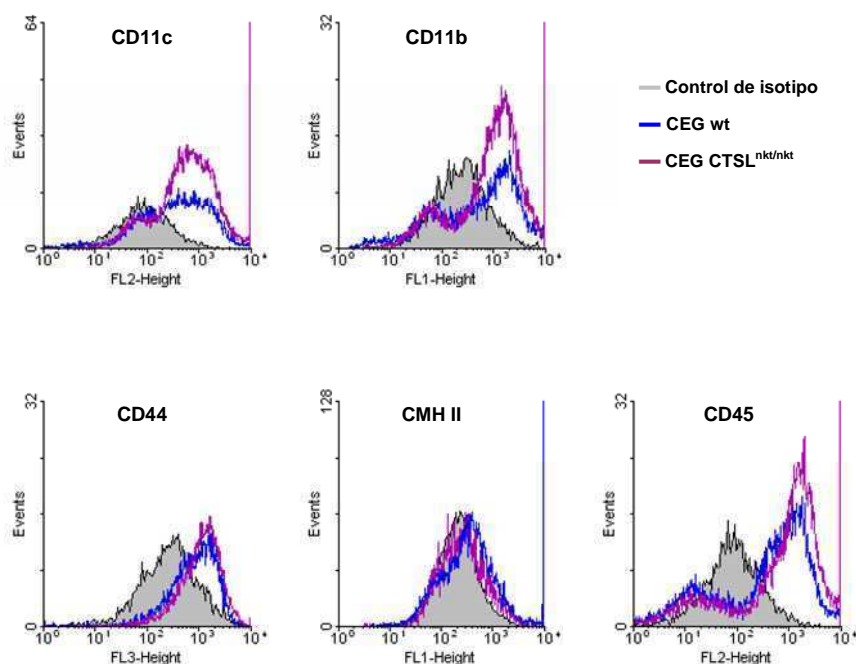 64
CD11c
Events
0
10⁰ 10¹ 10² 10³ 10⁴
FL2-Height
32
CD11b
Events
0
10⁰ 10¹ 10² 10³ 10⁴
FL1-Height
Control de isotipo
CEG wt
CEG CTSLnkt/nkt
32
CD44
Events
0
10⁰ 10¹ 10² 10³ 10⁴
FL3-Height
128
CMH II
Events
0
10⁰ 10¹ 10² 10³ 10⁴
FL1-Height
32
CD45
Events
0
10⁰ 10¹ 10² 10³ 10⁴
FL2-Height